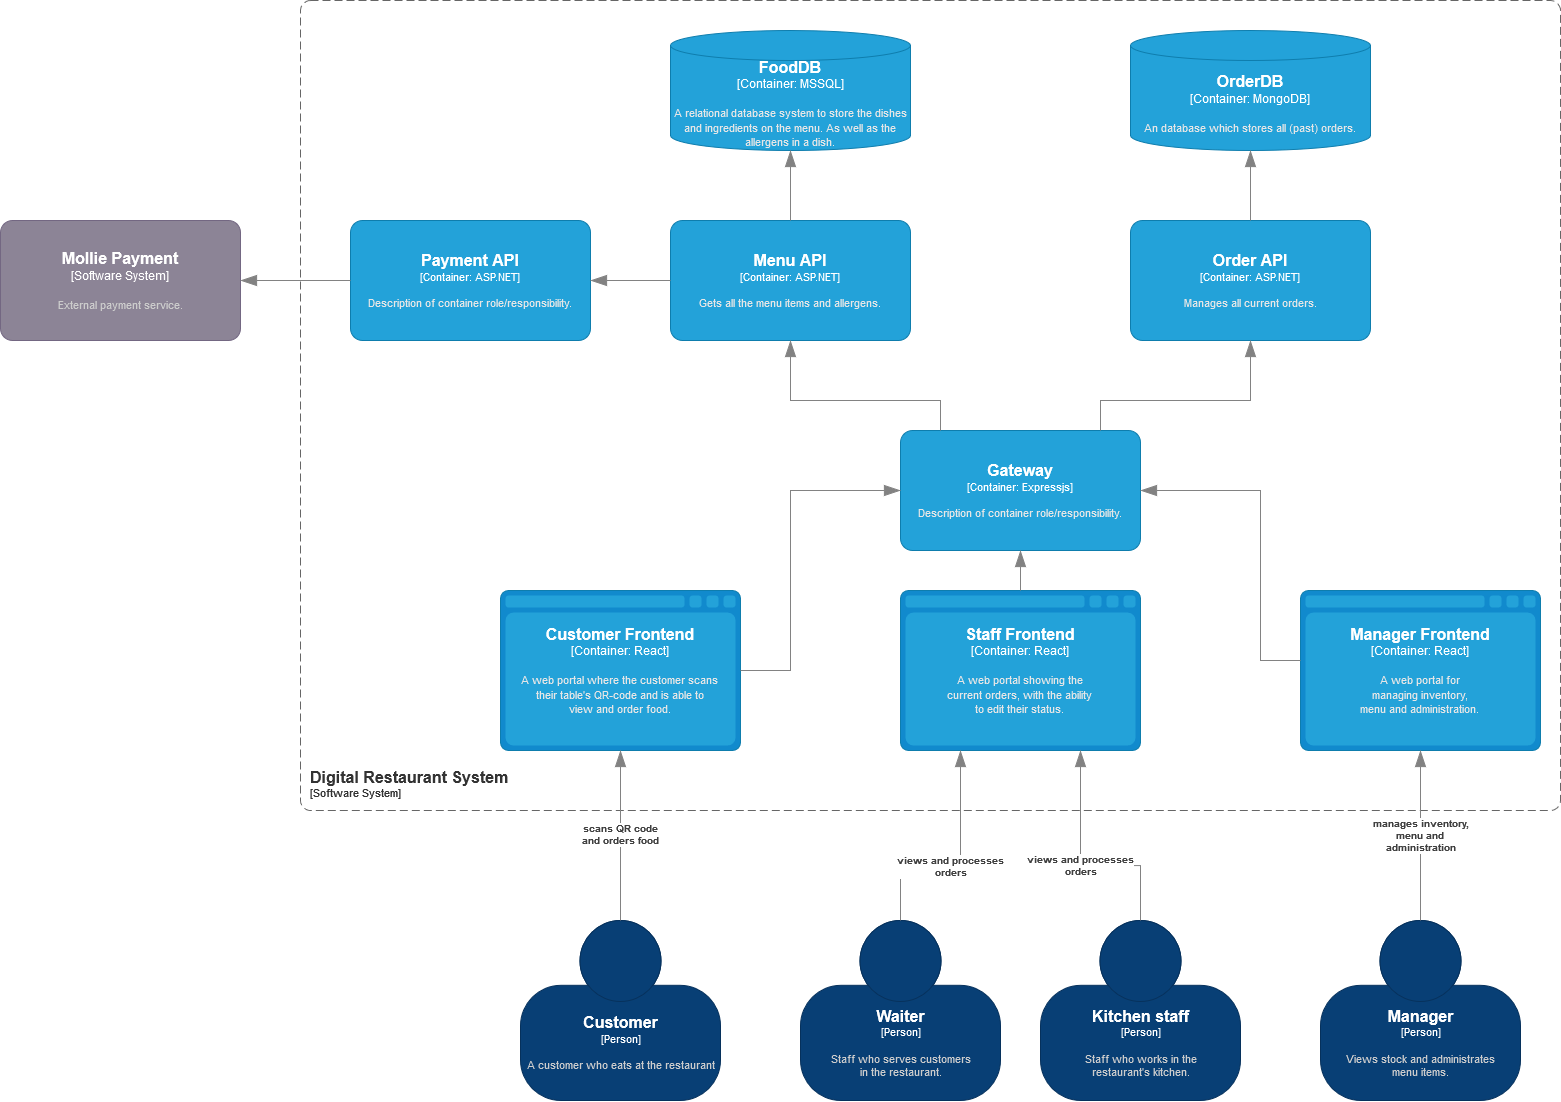 FoodDB
[Container: MSSQL]
A relational database system to store the dishes
and ingredients on the menu. As well as the
allergens in a dish.
OrderDB
[Container: MongoDB]
An database which stores all (past) orders.
Mollie Payment
[Software System]
External payment service.
Payment API
[Container: ASP.NET]
Description of container role/responsibility.
Menu API
[Container: ASP.NET]
Gets all the menu items and allergens.
Order API
[Container: ASP.NET]
Manages all current orders.
Gateway
[Container: Expressjs]
Description of container role/responsibility.
Customer Frontend
[Container: React]
A web portal where the customer scans
their table's QR-code and is able to
view and order food.
Staff Frontend
[Container: React]
A web portal showing the
current orders, with the ability
to edit their status.
Manager Frontend
[Container: React]
A web portal for
managing inventory,
menu and administration.
Digital Restaurant System
[Software System]
scans QR code
and orders food
views and processes
orders
views and processes
orders
manages inventory,
menu and
administration
Customer
[Person]
A customer who eats at the restaurant
Waiter
[Person]
Staff who serves customers
in the restaurant.
Kitchen staff
[Person]
Staff who works in the
restaurant's kitchen.
Manager
[Person]
Views stock and administrates
menu items.